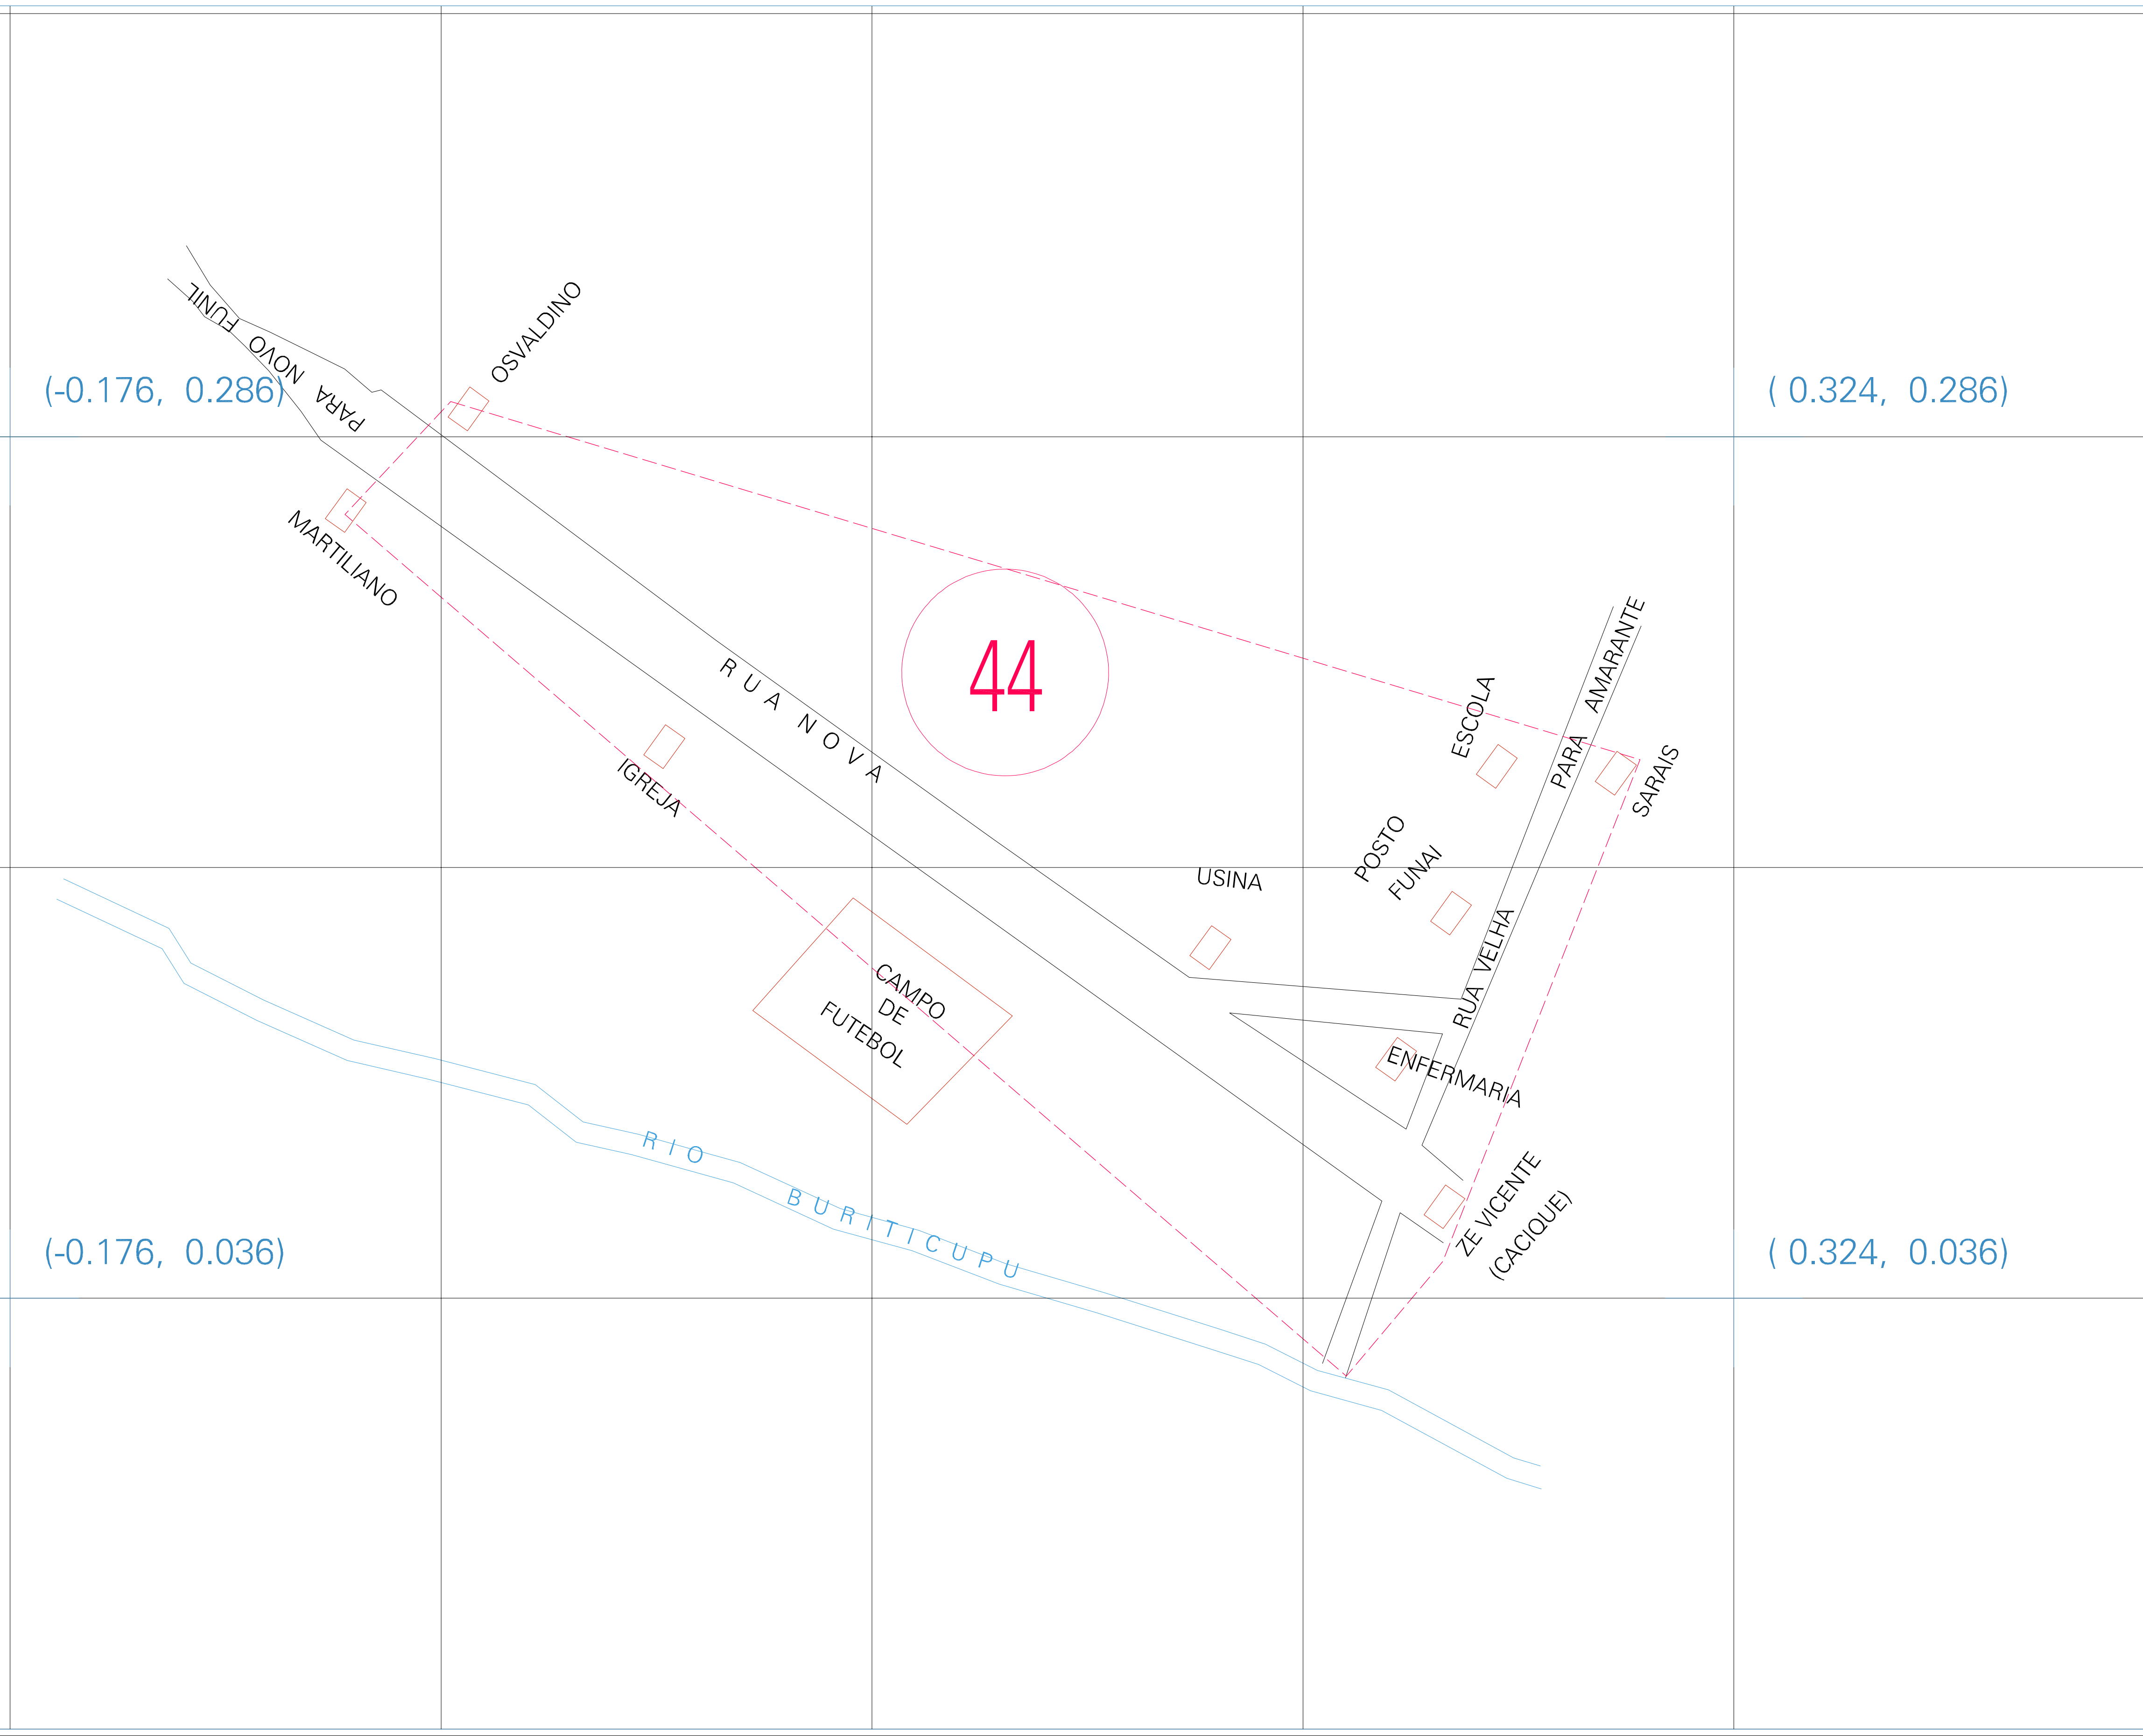 OSVALDINO
PARA NOVO FUNIL
(-0.176, 0.286)
( 0.324, 0.286)
MARTILIANO
RUA NOVA
44
PARA AMARANTE
ESCOLA
SARAIS
IGREJA
POSTO
FUNAI
USINA
RUA VELHA
CAMPO
DE
FUTEBOL
ENFERMARIA
RIO BURITICUPU
ZE VICENTE
(CACIQUE)
(-0.176, 0.036)
( 0.324, 0.036)